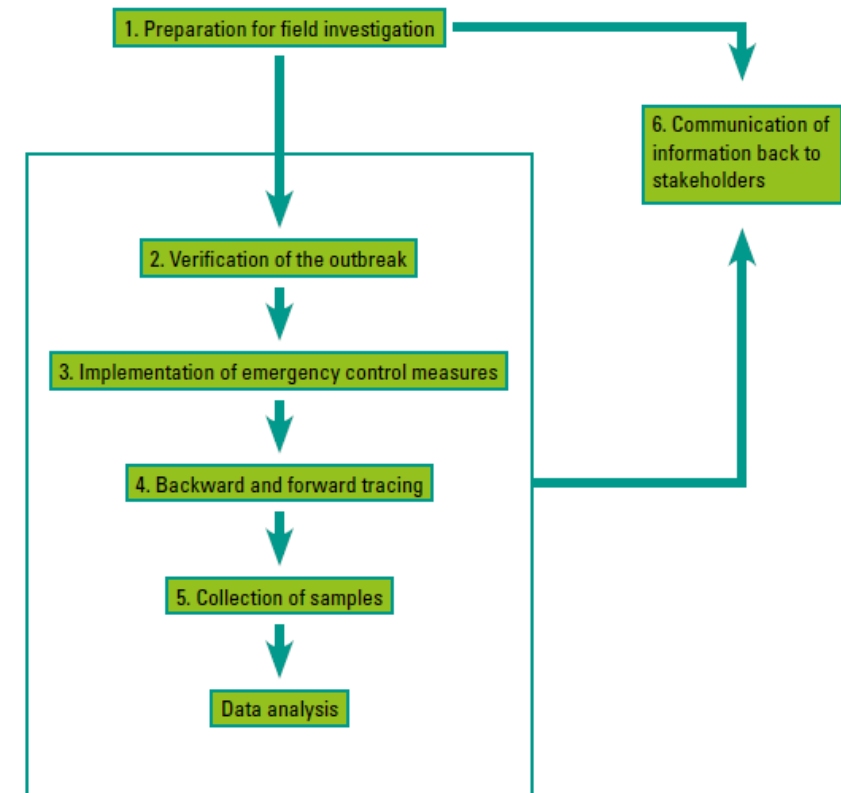 1. Preparation for field investigation
6. Communication of
information back to
stakeholders
2. Verification of the outbreak
3. Implementation of emergency control measures
4. Backward and forward tracing
5. Collection of samples
Data analysis